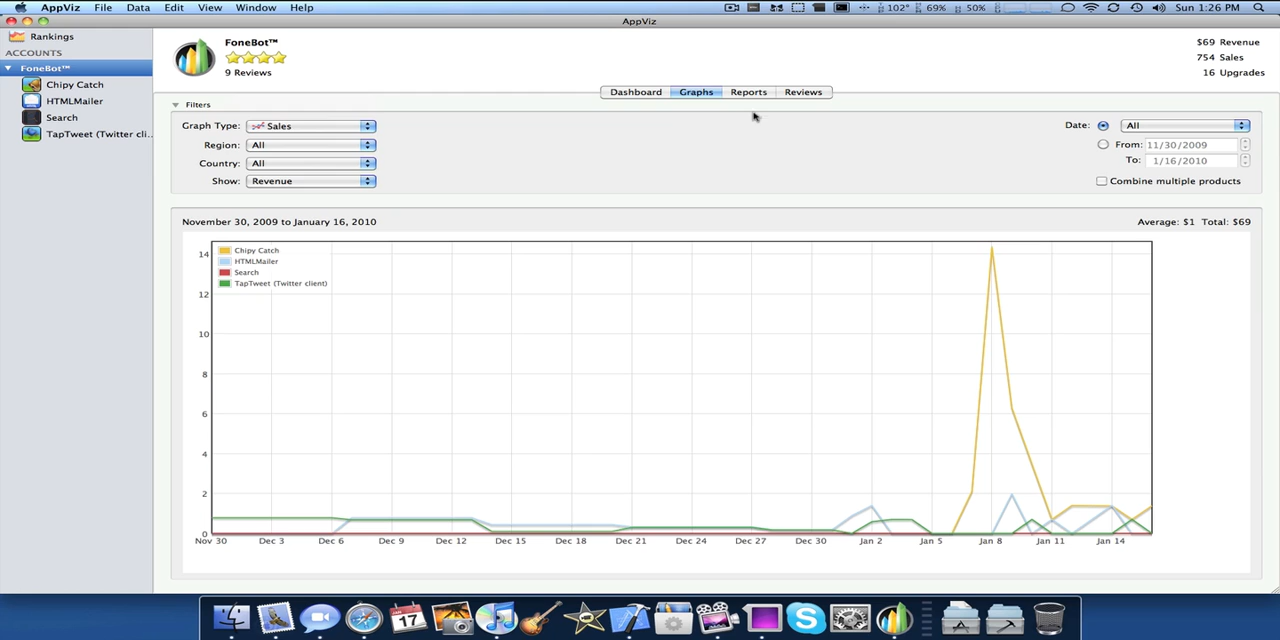 AppViz File Data Edit View Window Help 102° 69% 50% Sun 1:26 PM
AppViz
Rankings
ACCOUNTS
FoneBot™
Chipy Catch
HTMLMailer
Search
TapTweet (Twitter cli...
FoneBot™
9 Reviews
$69 Revenue
754 Sales
16 Upgrades
Dashboard Graphs Reports Reviews
Filters
Graph Type: Sales
Region: All
Country: All
Show: Revenue
Date: All
From: 11/30/2009
To: 1/16/2010
Combine multiple products
November 30, 2009 to January 16, 2010
Average: $1 Total: $69
Chipy Catch
HTMLMailer
Search
TapTweet (Twitter client)
14
12
10
8
6
4
2
0
Nov 30 Dec 3 Dec 6 Dec 9 Dec 12 Dec 15 Dec 18 Dec 21 Dec 24 Dec 27 Dec 30 Jan 2 Jan 5 Jan 8 Jan 11 Jan 14
JAN
17